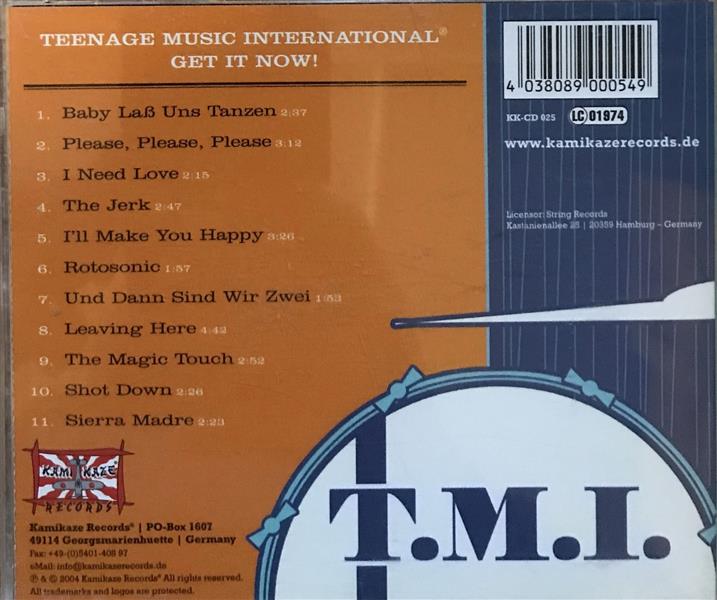 TEENAGE MUSIC INTERNATIONAL®
GET IT NOW!
1. Baby Laß Uns Tanzen 2:37
2. Please, Please, Please 3:12
3. I Need Love 2:15
4. The Jerk 2:47
5. I'll Make You Happy 3:26
6. Rotosonic 1:57
7. Und Dann Sind Wir Zwei 1:53
8. Leaving Here 4:42
9. The Magic Touch 2:52
10. Shot Down 2:26
11. Sierra Madre 2:23
KAMIKAZE®
RECORDS
Kamikaze Records® | PO-Box 1607
49114 Georgsmarienhuette | Germany
Fax: +49-(0)5401-408 97
eMail: info@kamikazerecords.de
℗ & © 2004 Kamikaze Records® All rights reserved.
All trademarks and logos are protected.
4 038089 000549
KK-CD 025 LC 01974
www.kamikazerecords.de
Licensor: String Records
Kastanienallee 25 | 20359 Hamburg – Germany
T.M.I.